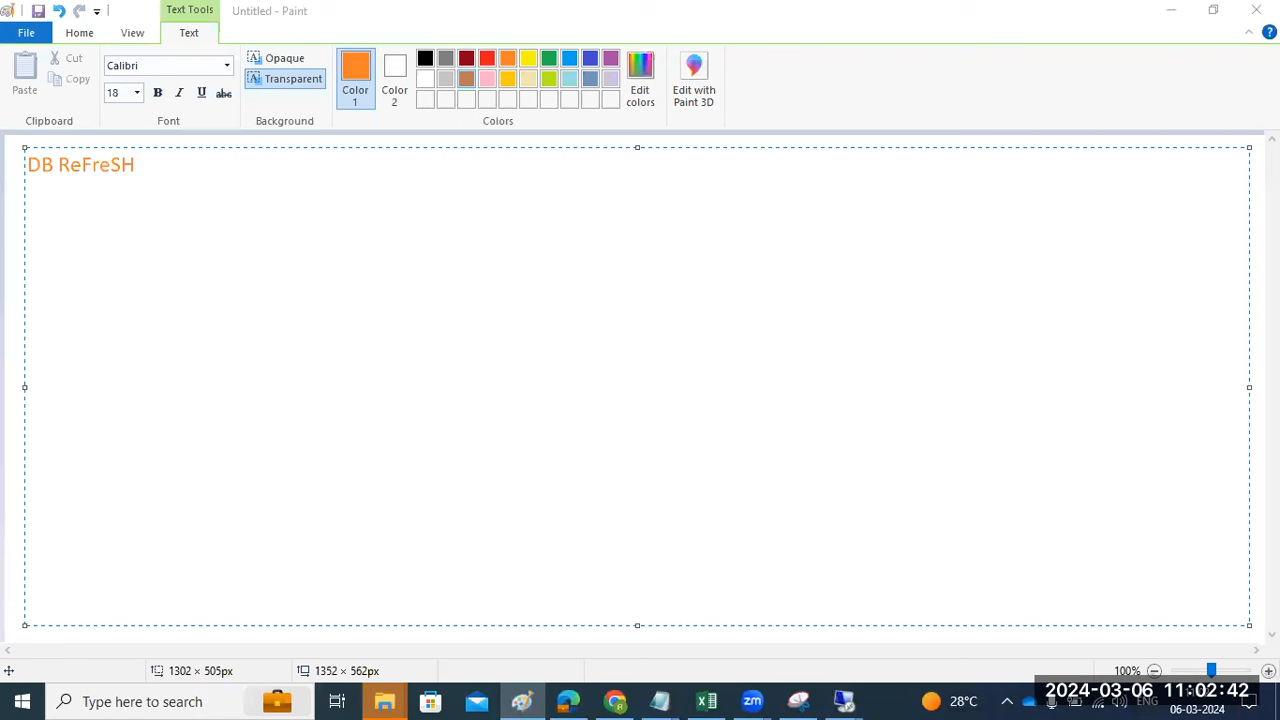 Text Tools
Untitled - Paint
File
Home
View
Text
Paste
Cut
Copy
Clipboard
Calibri
18
B
I
U
abc
Font
A Opaque
A Transparent
Background
Color 1
Color 2
Edit colors
Colors
Edit with Paint 3D
DB ReFreSH
1302 × 505px
1352 × 562px
100%
Type here to search
zm
28°C
2024-03-06 11:02:42
ENG
06-03-2024